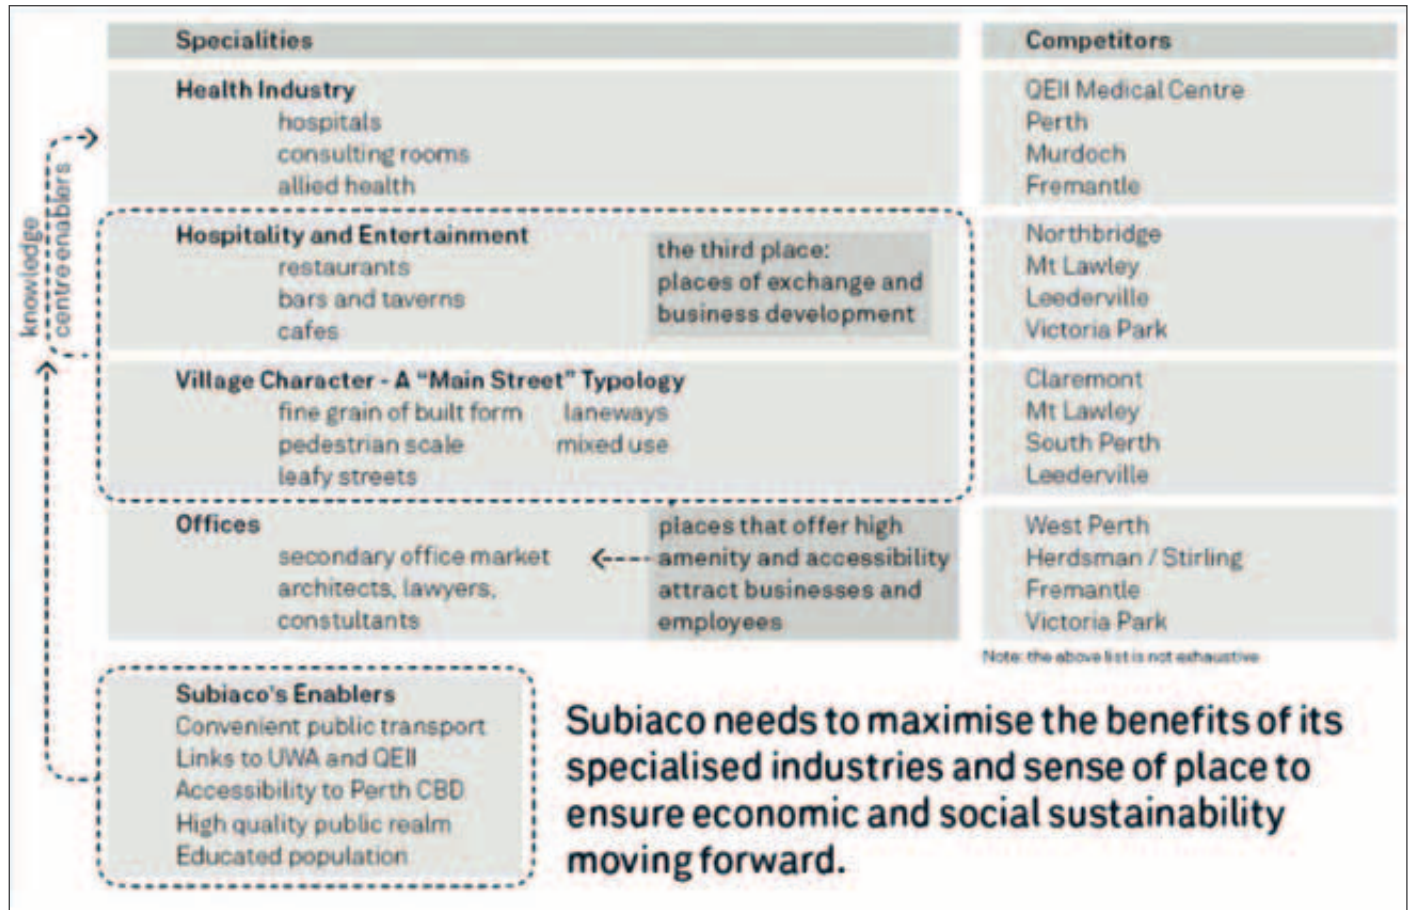 Specialities
Competitors
Health Industry
hospitals
consulting rooms
allied health
QEII Medical Centre
Perth
Murdoch
Fremantle
knowledge
centre enablers
Hospitality and Entertainment
restaurants
bars and taverns
cafes
the third place:
places of exchange and
business development
Northbridge
Mt Lawley
Leederville
Victoria Park
Village Character - A “Main Street” Typology
fine grain of built form laneways
pedestrian scale mixed use
leafy streets
Claremont
Mt Lawley
South Perth
Leederville
Offices
secondary office market
architects, lawyers,
constultants
places that offer high
amenity and accessibility
attract businesses and
employees
West Perth
Herdsman / Stirling
Fremantle
Victoria Park
Note: the above list is not exhaustive
Subiaco's Enablers
Convenient public transport
Links to UWA and QEII
Accessibility to Perth CBD
High quality public realm
Educated population
Subiaco needs to maximise the benefits of its
specialised industries and sense of place to
ensure economic and social sustainability
moving forward.